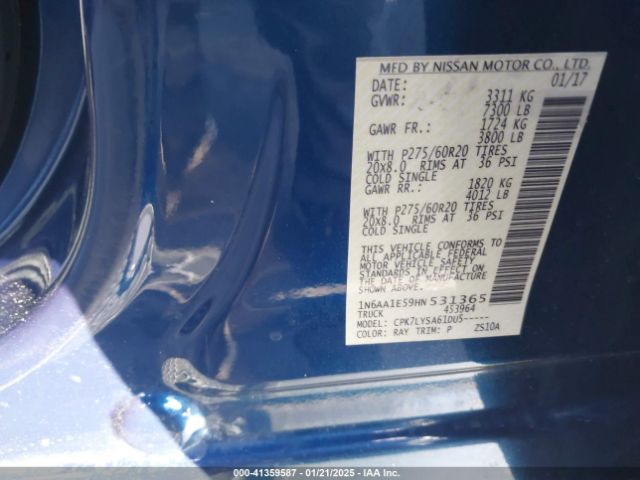 MFD BY NISSAN MOTOR CO., LTD.
DATE: 01/17
GVWR: 3311 KG
7300 LB
GAWR FR.: 1724 KG
3800 LB
WITH P275/60R20 TIRES
20x8.0 RIMS AT 36 PSI
COLD SINGLE
GAWR RR.: 1820 KG
4012 LB
WITH P275/60R20 TIRES
20x8.0 RIMS AT 36 PSI
COLD SINGLE
THIS VEHICLE CONFORMS TO
ALL APPLICABLE FEDERAL
MOTOR VEHICLE SAFETY
STANDARDS IN EFFECT ON
THE DATE OF MANUFACTURE
SHOWN ABOVE.
1N6AA1E59HN531365
TRUCK 453964
MODEL: CPK7LYSA61DUS-----
COLOR: RAY TRIM: P ZS10A
000-41359587 - 01/21/2025 - IAA Inc.